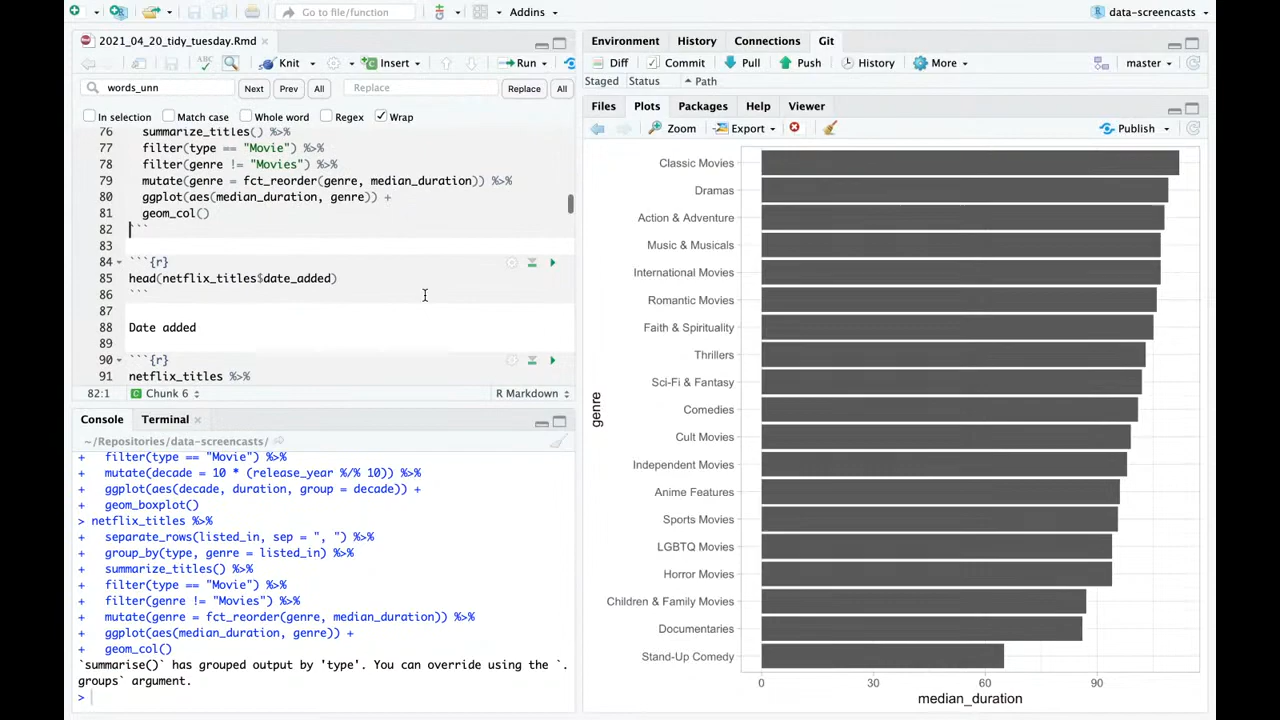 Go to file/function
Addins
data-screencasts
2021_04_20_tidy_tuesday.Rmd
ABC
Knit
Insert
Run
words_unn
Next
Prev
All
Replace
Replace
All
In selection
Match case
Whole word
Regex
Wrap
76 summarize_titles() %>%
77 filter(type == "Movie") %>%
78 filter(genre != "Movies") %>%
79 mutate(genre = fct_reorder(genre, median_duration)) %>%
80 ggplot(aes(median_duration, genre)) +
81 geom_col()
82 ```
83
84 ```{r}
85 head(netflix_titles$date_added)
86 ```
87
88 Date added
89
90 ```{r}
91 netflix_titles %>%
82:1
Chunk 6
R Markdown
Console
Terminal
~/Repositories/data-screencasts/
+ filter(type == "Movie") %>%
+ mutate(decade = 10 * (release_year %/% 10)) %>%
+ ggplot(aes(decade, duration, group = decade)) +
+ geom_boxplot()
> netflix_titles %>%
+ separate_rows(listed_in, sep = ", ") %>%
+ group_by(type, genre = listed_in) %>%
+ summarize_titles() %>%
+ filter(type == "Movie") %>%
+ filter(genre != "Movies") %>%
+ mutate(genre = fct_reorder(genre, median_duration)) %>%
+ ggplot(aes(median_duration, genre)) +
+ geom_col()
`summarise()` has grouped output by 'type'. You can override using the `.
groups` argument.
>
Environment
History
Connections
Git
Diff
Commit
Pull
Push
History
More
master
Staged
Status
Path
Files
Plots
Packages
Help
Viewer
Zoom
Export
Publish
Classic Movies
Dramas
Action & Adventure
Music & Musicals
International Movies
Romantic Movies
Faith & Spirituality
Thrillers
Sci-Fi & Fantasy
Comedies
Cult Movies
Independent Movies
Anime Features
Sports Movies
LGBTQ Movies
Horror Movies
Children & Family Movies
Documentaries
Stand-Up Comedy
genre
0
30
60
90
median_duration